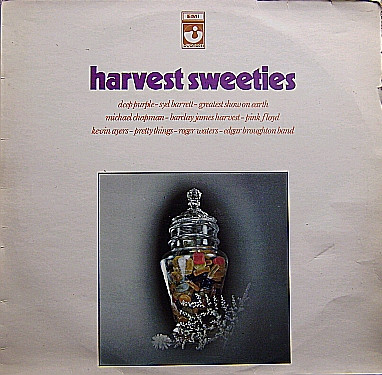 EMI
harvest sweeties
deep purple - syd barrett - greatest show on earth
michael chapman - barclay james harvest - pink floyd
kevin ayers - pretty things - roger waters - edgar broughton band